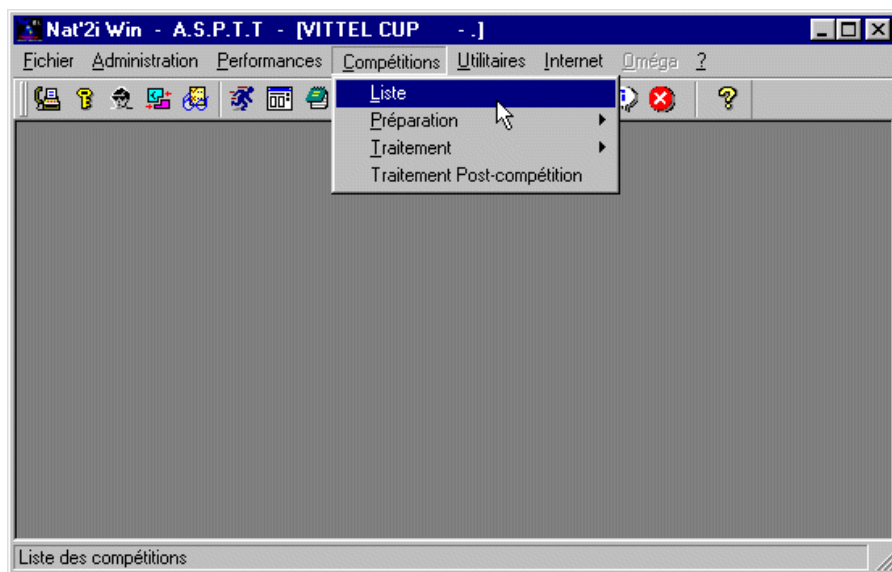 Nat'2i Win - A.S.P.T.T - [VITTEL CUP - .]
Fichier Administration Performances Compétitions Utilitaires Internet Oméga ?
Liste
Préparation
Traitement
Traitement Post-compétition
Liste des compétitions